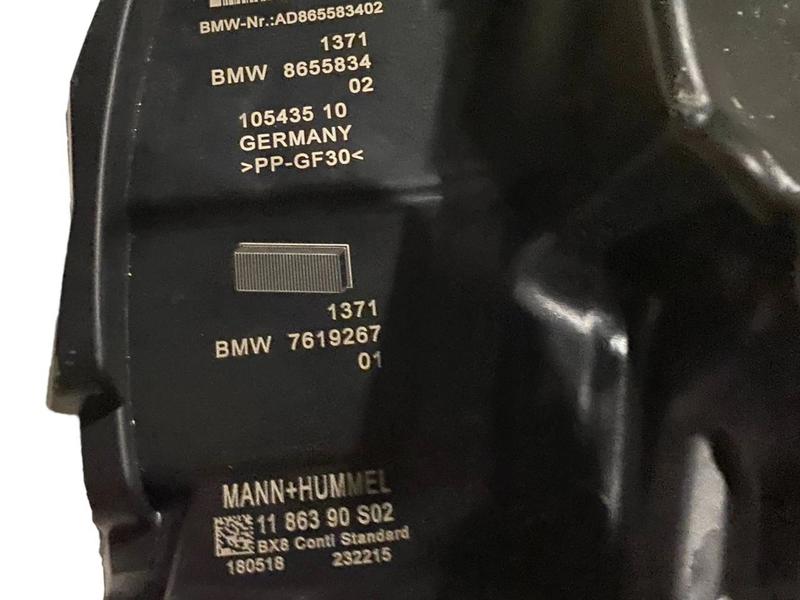 BMW-Nr.:AD865583402
1371
BMW 8655834
02
105435 10
GERMANY
>PP-GF30<
1371
BMW 7619267
01
MANN+HUMMEL
11 863 90 S02
BX8 Conti Standard
180518 232215